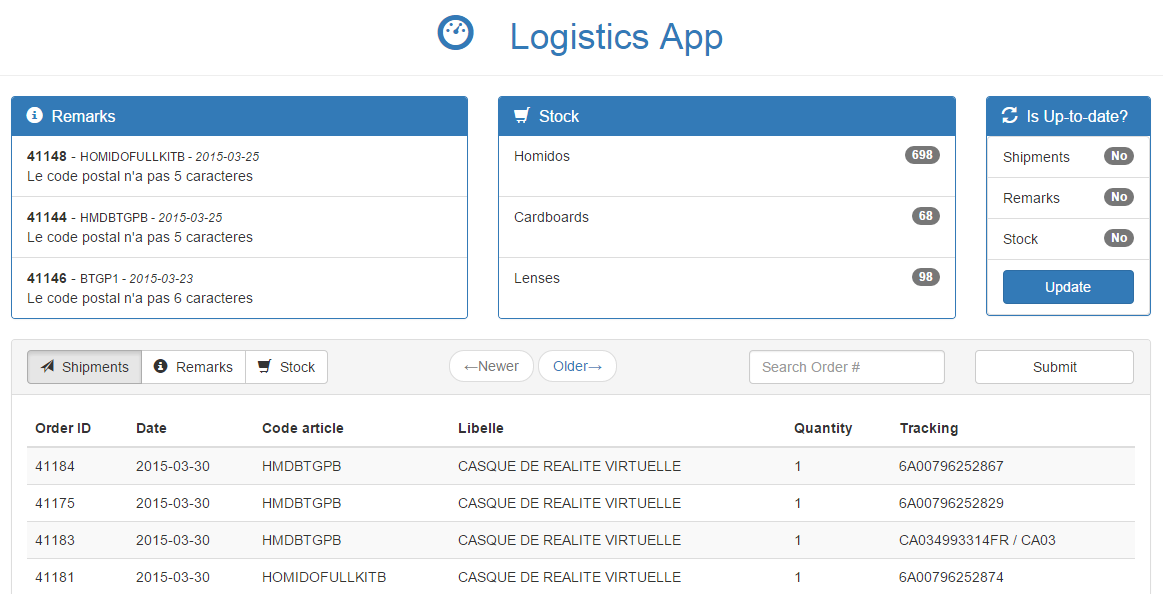 Logistics App
Remarks
41148 - HOMIDOFULLKITB - 2015-03-25
Le code postal n'a pas 5 caracteres
41144 - HMDBTGPB - 2015-03-25
Le code postal n'a pas 5 caracteres
41146 - BTGP1 - 2015-03-23
Le code postal n'a pas 6 caracteres
Stock
Homidos 698
Cardboards 68
Lenses 98
Is Up-to-date?
Shipments No
Remarks No
Stock No
Update
Shipments Remarks Stock ←Newer Older→ Search Order # Submit
Order ID Date Code article Libelle Quantity Tracking
41184 2015-03-30 HMDBTGPB CASQUE DE REALITE VIRTUELLE 1 6A00796252867
41175 2015-03-30 HMDBTGPB CASQUE DE REALITE VIRTUELLE 1 6A00796252829
41183 2015-03-30 HMDBTGPB CASQUE DE REALITE VIRTUELLE 1 CA034993314FR / CA03
41181 2015-03-30 HOMIDOFULLKITB CASQUE DE REALITE VIRTUELLE 1 6A00796252874